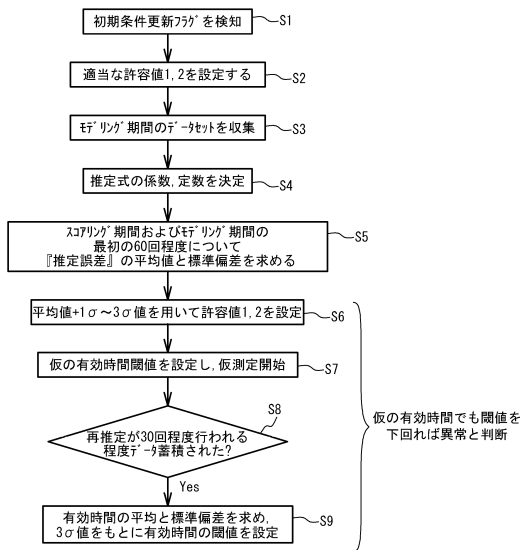 初期条件更新ﾌﾗｸﾞを検知
S1
適当な許容値1,2を設定する
S2
ﾓﾃﾞﾘﾝｸﾞ期間のﾃﾞｰﾀｾｯﾄを収集
S3
推定式の係数,定数を決定
S4
ｽｺｱﾘﾝｸﾞ期間およびﾓﾃﾞﾘﾝｸﾞ期間の
最初の60回程度について
『推定誤差』の平均値と標準偏差を求める
S5
平均値+1σ～3σ値を用いて許容値1,2を設定
S6
仮の有効時間閾値を設定し,仮測定開始
S7
再推定が30回程度行われる
程度ﾃﾞｰﾀ蓄積された?
S8
Yes
有効時間の平均と標準偏差を求め,
3σ値をもとに有効時間の閾値を設定
S9
仮の有効時間でも閾値を
下回れば異常と判断